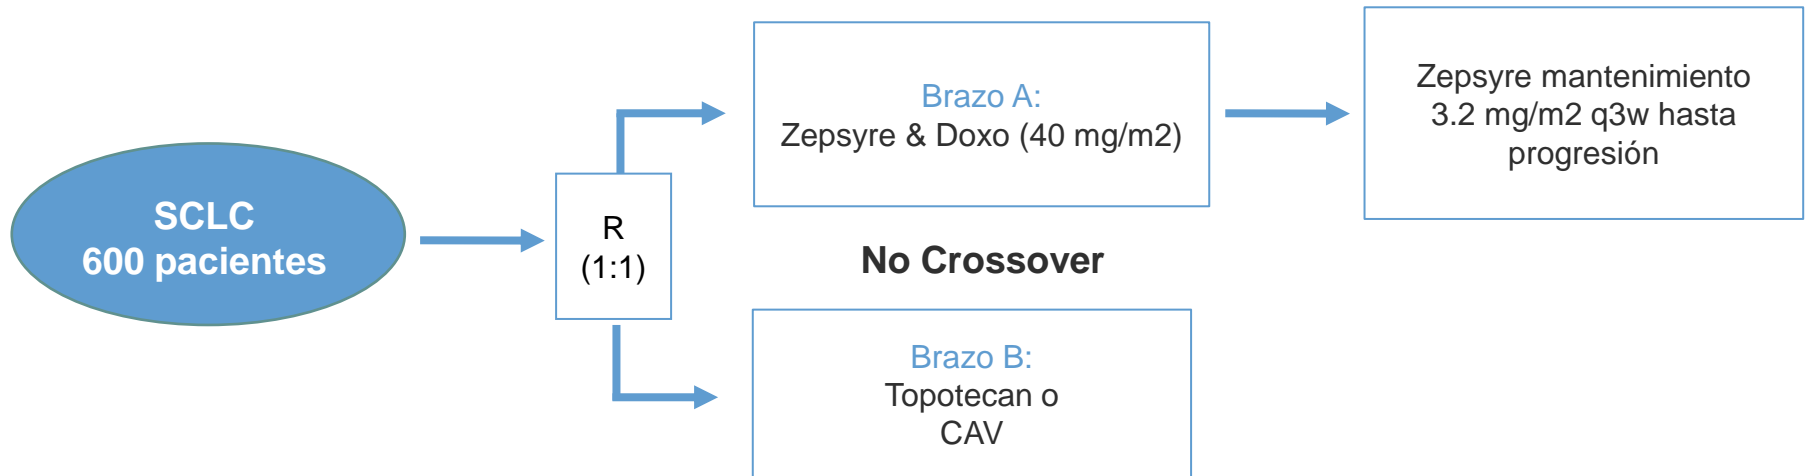 SCLC
600 pacientes
R
(1:1)
Brazo A:
Zepsyre & Doxo (40 mg/m2)
Zepsyre mantenimiento
3.2 mg/m2 q3w hasta
progresión
No Crossover
Brazo B:
Topotecan o
CAV